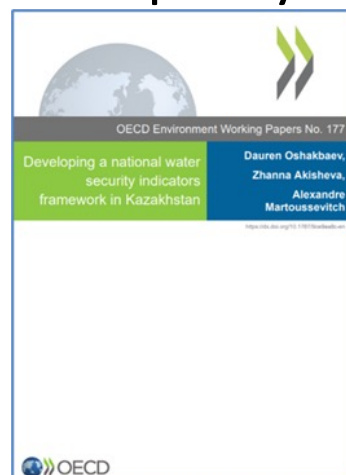 OECD Environment Working Papers No. 177
Developing a national water
security indicators
framework in Kazakhstan
Dauren Oshakbaev,
Zhanna Akisheva,
Alexandre
Martoussevitch
OECD